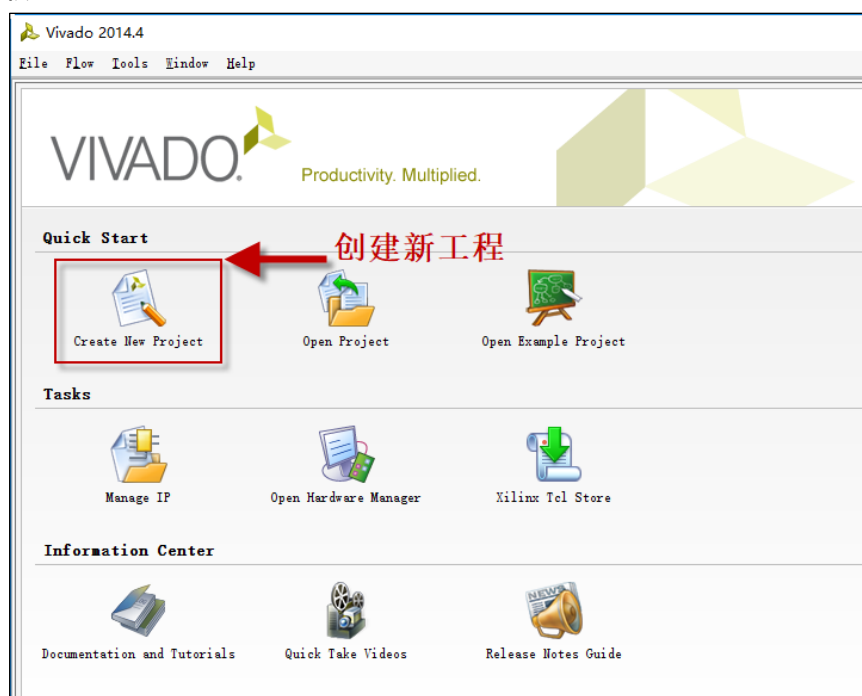 Vivado 2014.4
File Flow Tools Window Help
VIVADO.
Productivity. Multiplied.
Quick Start
创建新工程
Create New Project
Open Project
Open Example Project
Tasks
Manage IP
Open Hardware Manager
Xilinx Tcl Store
Information Center
NEWS
Documentation and Tutorials
Quick Take Videos
Release Notes Guide